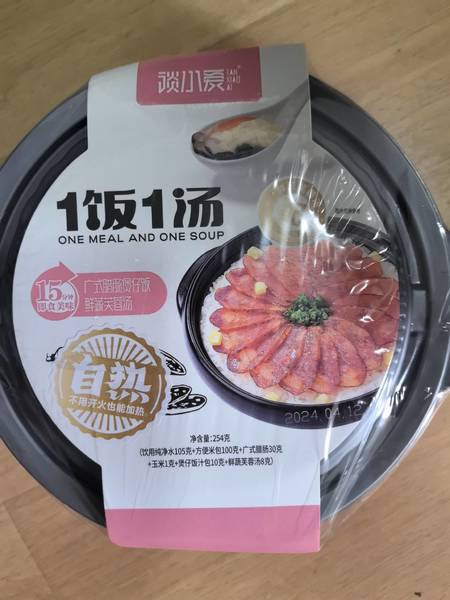 谈小爱®
TAN
XIAO
AI
1饭1汤
ONE MEAL AND ONE SOUP
15分钟
即食美味
广式腊肠煲仔饭
鲜蔬芙蓉汤
自热
不用开火也能加热
2024.04.12
净含量:254克
(饮用纯净水105克+方便米包100克+广式腊肠30克
+玉米1克+煲仔饭汁包10克+鲜蔬芙蓉汤8克)